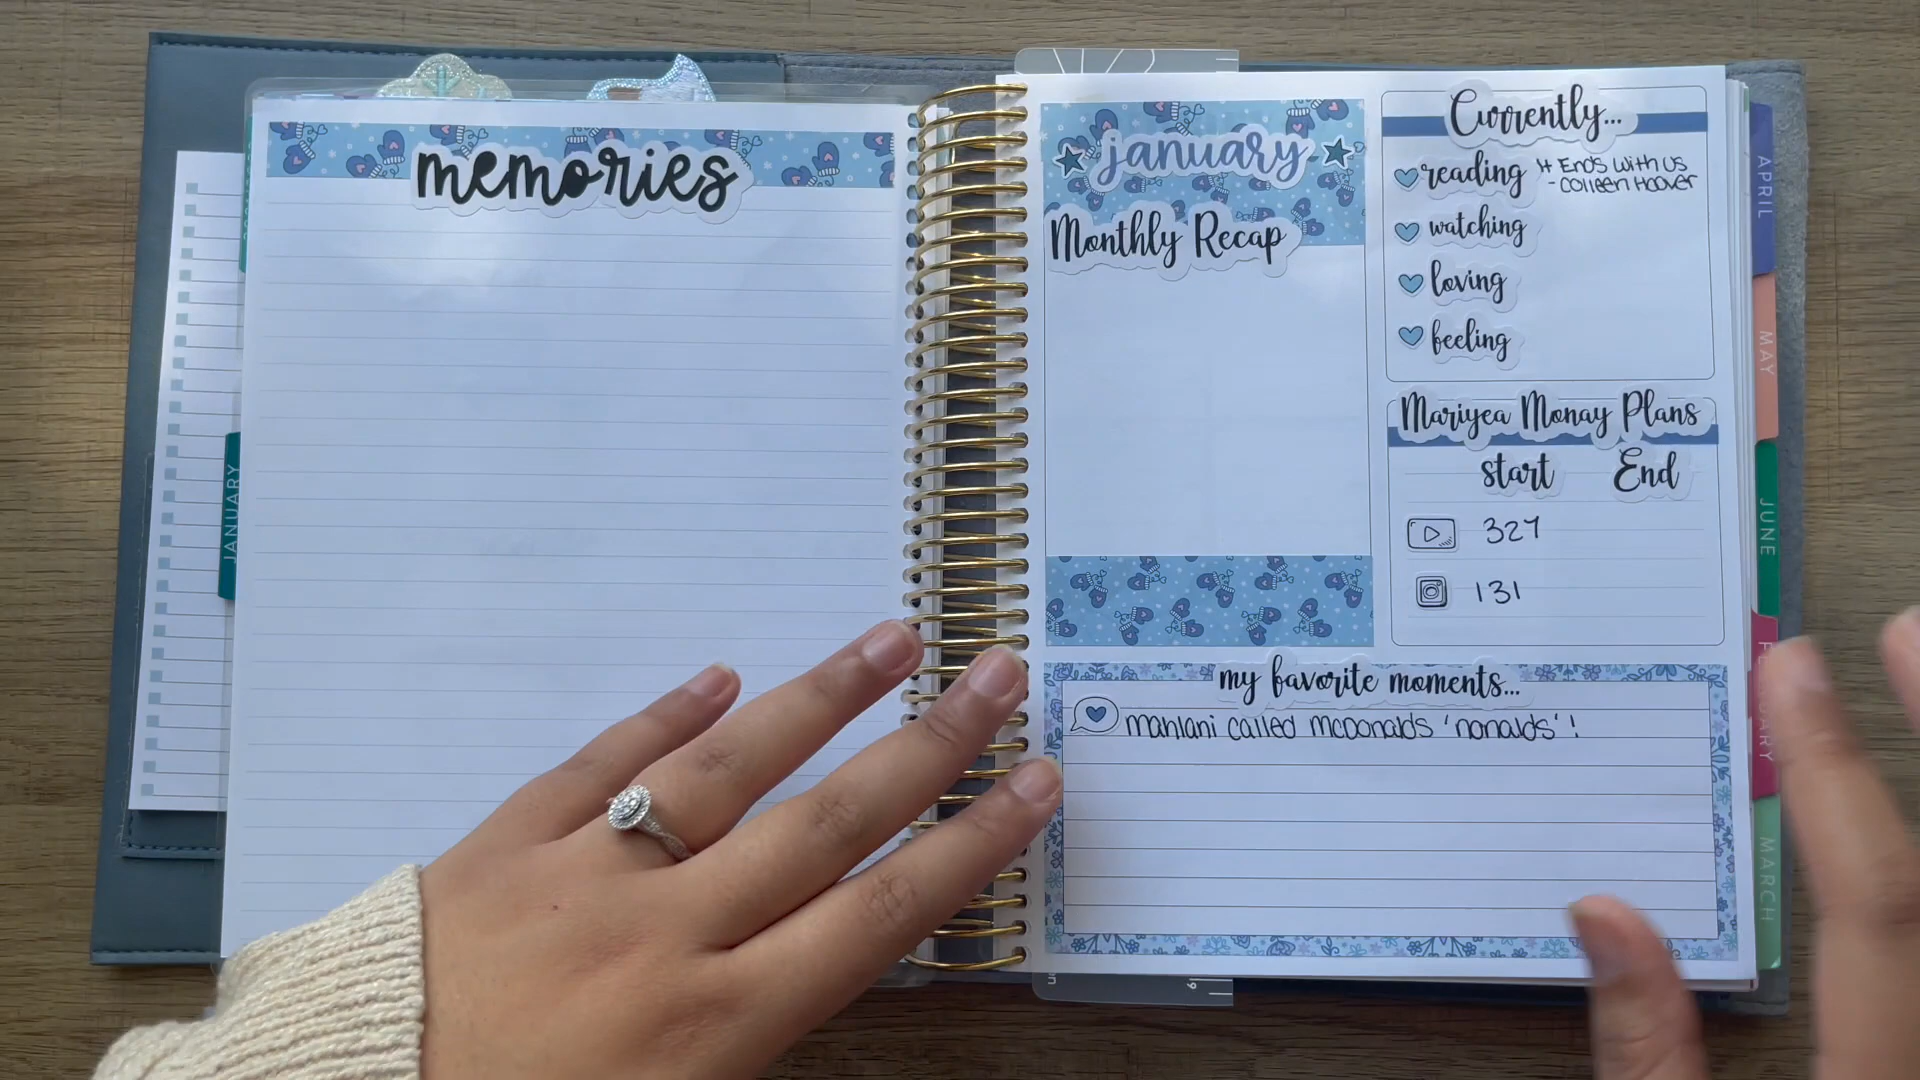 memories
JANUARY
january
Monthly Recap
Currently...
reading It Ends With Us
- Colleen Hoover
watching
loving
feeling
Mariyea Monay Plans
start End
327
131
my favorite moments...
mahlani called mcDonalds 'nonalds'!
APRIL
MAY
JUNE
MARCH